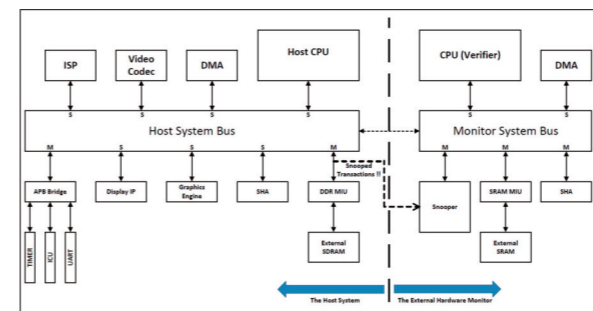 ISP
Video
Codec
DMA
Host CPU
CPU (Verifier)
DMA
S
S
S
S
S
S
Host System Bus
Monitor System Bus
M
S
S
S
M
M
M
M
Snooped
Transactions !!
APB Bridge
Display IP
Graphics
Engine
SHA
DDR MIU
Snooper
SRAM MIU
SHA
TIMER
ICU
UART
External
SDRAM
External
SRAM
The Host System
The External Hardware Monitor